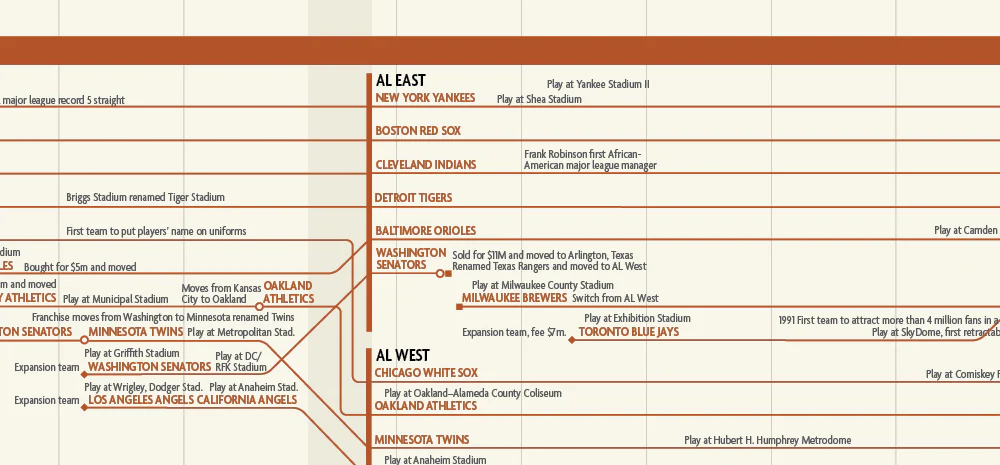 AL EAST
Play at Yankee Stadium II
major league record 5 straight
NEW YORK YANKEES
Play at Shea Stadium
BOSTON RED SOX
CLEVELAND INDIANS
Frank Robinson first African-
American major league manager
Briggs Stadium renamed Tiger Stadium
DETROIT TIGERS
First team to put players' name on uniforms
BALTIMORE ORIOLES
Play at Camden
dium
LES
Bought for $5m and moved
WASHINGTON
SENATORS
Sold for $11M and moved to Arlington, Texas
Renamed Texas Rangers and moved to AL West
m and moved
Y ATHLETICS
Play at Municipal Stadium
Moves from Kansas
City to Oakland
OAKLAND
ATHLETICS
Play at Milwaukee County Stadium
MILWAUKEE BREWERS
Switch from AL West
Franchise moves from Washington to Minnesota renamed Twins
TON SENATORS
MINNESOTA TWINS
Play at Metropolitan Stad.
Play at Exhibition Stadium
Expansion team, fee $7m.
TORONTO BLUE JAYS
1991 First team to attract more than 4 million fans in a
Play at SkyDome, first retractab
Play at Griffith Stadium
Expansion team
WASHINGTON SENATORS
Play at DC/
RFK Stadium
AL WEST
CHICAGO WHITE SOX
Play at Comiskey P
Play at Wrigley, Dodger Stad.
Play at Anaheim Stad.
Expansion team
LOS ANGELES ANGELS
CALIFORNIA ANGELS
Play at Oakland–Alameda County Coliseum
OAKLAND ATHLETICS
MINNESOTA TWINS
Play at Hubert H. Humphrey Metrodome
Play at Anaheim Stadium